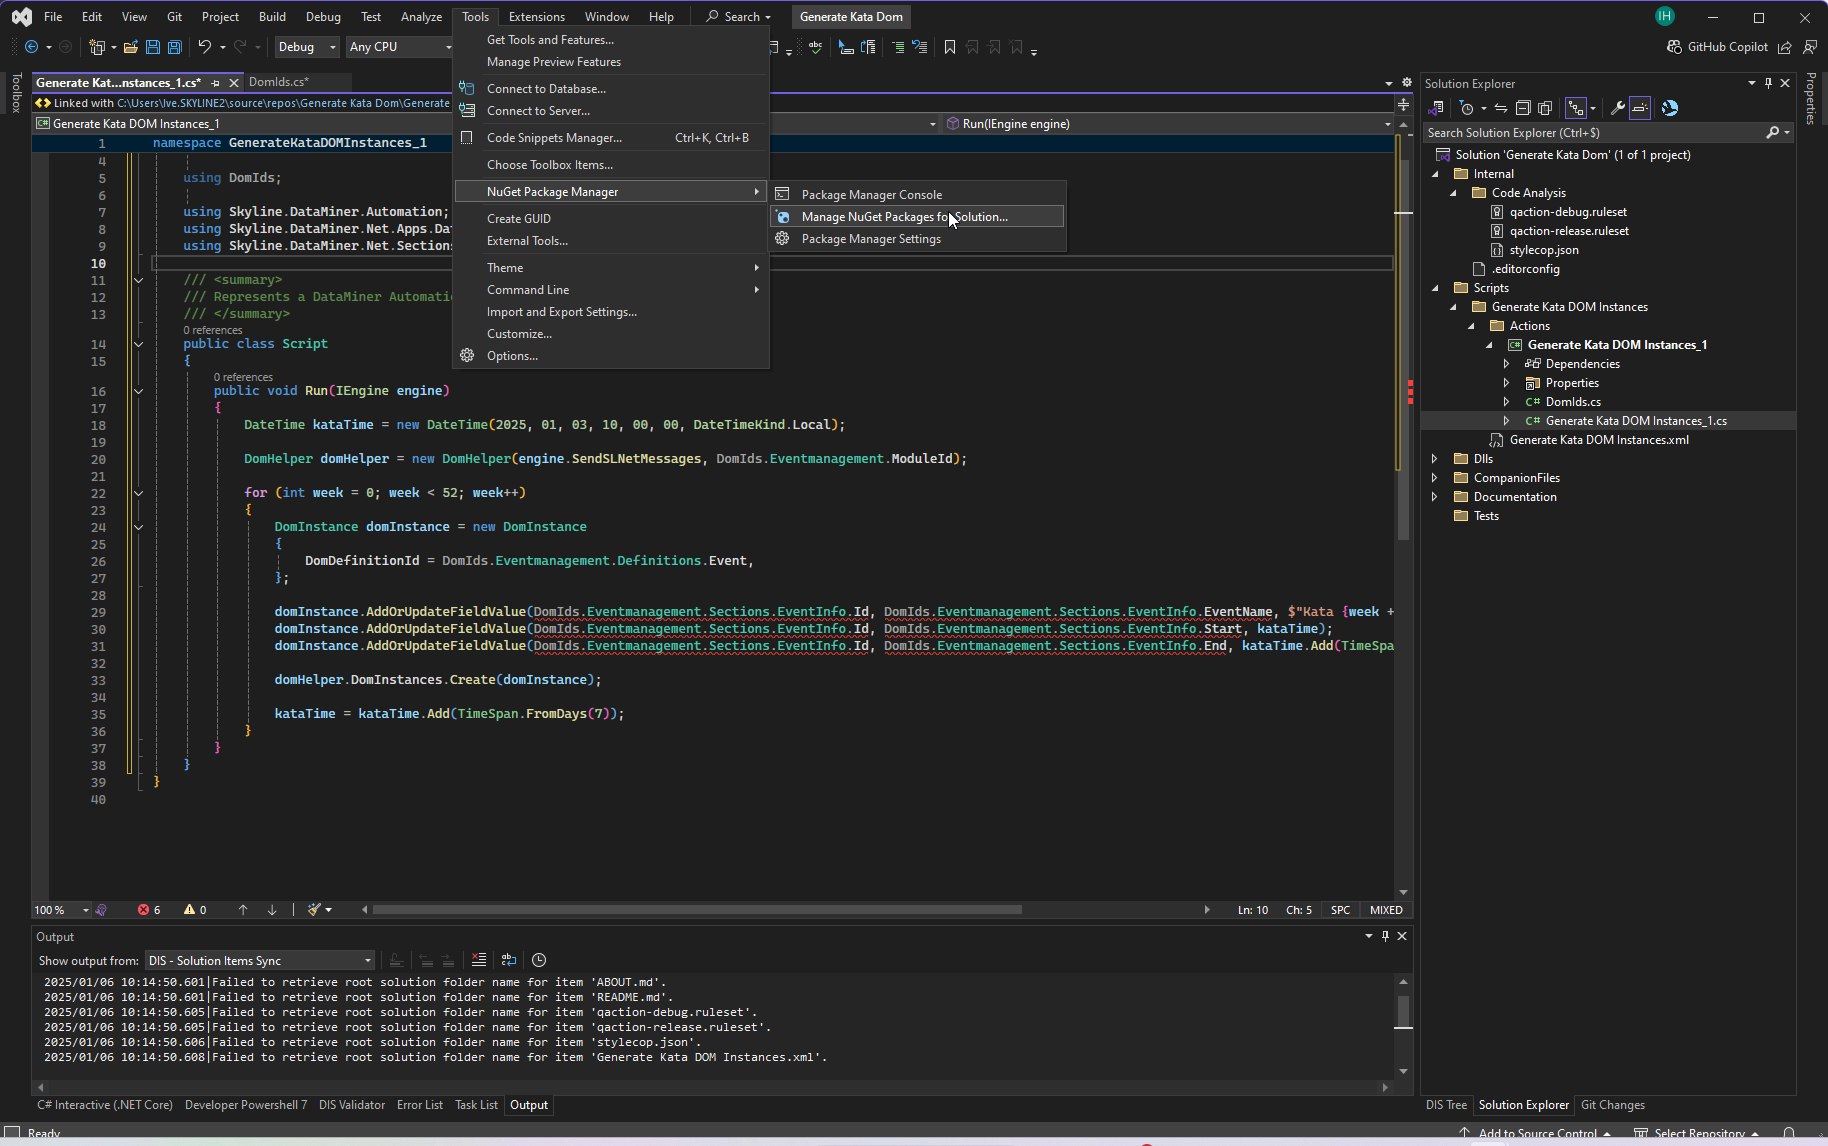 File Edit View Git Project Build Debug Test Analyze Tools Extensions Window Help Search Generate Kata Dom IH
Debug Any CPU GitHub Copilot
Get Tools and Features...
Manage Preview Features
Connect to Database...
Connect to Server...
Code Snippets Manager... Ctrl+K, Ctrl+B
Choose Toolbox Items...
NuGet Package Manager
Create GUID
External Tools...
Theme
Command Line
Import and Export Settings...
Customize...
Options...
Package Manager Console
Manage NuGet Packages for Solution...
Package Manager Settings
Toolbox
Generate Kat...nstances_1.cs* DomIds.cs*
Linked with C:\Users\Ive.SKYLINE2\source\repos\Generate Kata Dom\Generate
Generate Kata DOM Instances_1 Run(IEngine engine)
1 namespace GenerateKataDOMInstances_1
4
5 using DomIds;
6
7 using Skyline.DataMiner.Automation;
8 using Skyline.DataMiner.Net.Apps.Da
9 using Skyline.DataMiner.Net.Sections
10
11 /// <summary>
12 /// Represents a DataMiner Automati
13 /// </summary>
0 references
14 public class Script
15 {
0 references
16 public void Run(IEngine engine)
17 {
18 DateTime kataTime = new DateTime(2025, 01, 03, 10, 00, 00, DateTimeKind.Local);
19
20 DomHelper domHelper = new DomHelper(engine.SendSLNetMessages, DomIds.Eventmanagement.ModuleId);
21
22 for (int week = 0; week < 52; week++)
23 {
24 DomInstance domInstance = new DomInstance
25 {
26 DomDefinitionId = DomIds.Eventmanagement.Definitions.Event,
27 };
28
29 domInstance.AddOrUpdateFieldValue(DomIds.Eventmanagement.Sections.EventInfo.Id, DomIds.Eventmanagement.Sections.EventInfo.EventName, $"Kata {week +
30 domInstance.AddOrUpdateFieldValue(DomIds.Eventmanagement.Sections.EventInfo.Id, DomIds.Eventmanagement.Sections.EventInfo.Start, kataTime);
31 domInstance.AddOrUpdateFieldValue(DomIds.Eventmanagement.Sections.EventInfo.Id, DomIds.Eventmanagement.Sections.EventInfo.End, kataTime.Add(TimeSpa
32
33 domHelper.DomInstances.Create(domInstance);
34
35 kataTime = kataTime.Add(TimeSpan.FromDays(7));
36 }
37 }
38 }
39 }
40
100 % 6 0 Ln: 10 Ch: 5 SPC MIXED
Output
Show output from: DIS - Solution Items Sync
2025/01/06 10:14:50.601|Failed to retrieve root solution folder name for item 'ABOUT.md'.
2025/01/06 10:14:50.601|Failed to retrieve root solution folder name for item 'README.md'.
2025/01/06 10:14:50.605|Failed to retrieve root solution folder name for item 'qaction-debug.ruleset'.
2025/01/06 10:14:50.605|Failed to retrieve root solution folder name for item 'qaction-release.ruleset'.
2025/01/06 10:14:50.606|Failed to retrieve root solution folder name for item 'stylecop.json'.
2025/01/06 10:14:50.608|Failed to retrieve root solution folder name for item 'Generate Kata DOM Instances.xml'.
C# Interactive (.NET Core) Developer Powershell 7 DIS Validator Error List Task List Output
Solution Explorer
Search Solution Explorer (Ctrl+$)
Solution 'Generate Kata Dom' (1 of 1 project)
Internal
Code Analysis
qaction-debug.ruleset
qaction-release.ruleset
stylecop.json
.editorconfig
Scripts
Generate Kata DOM Instances
Actions
C# Generate Kata DOM Instances_1
Dependencies
Properties
C# DomIds.cs
C# Generate Kata DOM Instances_1.cs
Generate Kata DOM Instances.xml
Dlls
CompanionFiles
Documentation
Tests
Properties
DIS Tree Solution Explorer Git Changes
Ready Add to Source Control Select Repository